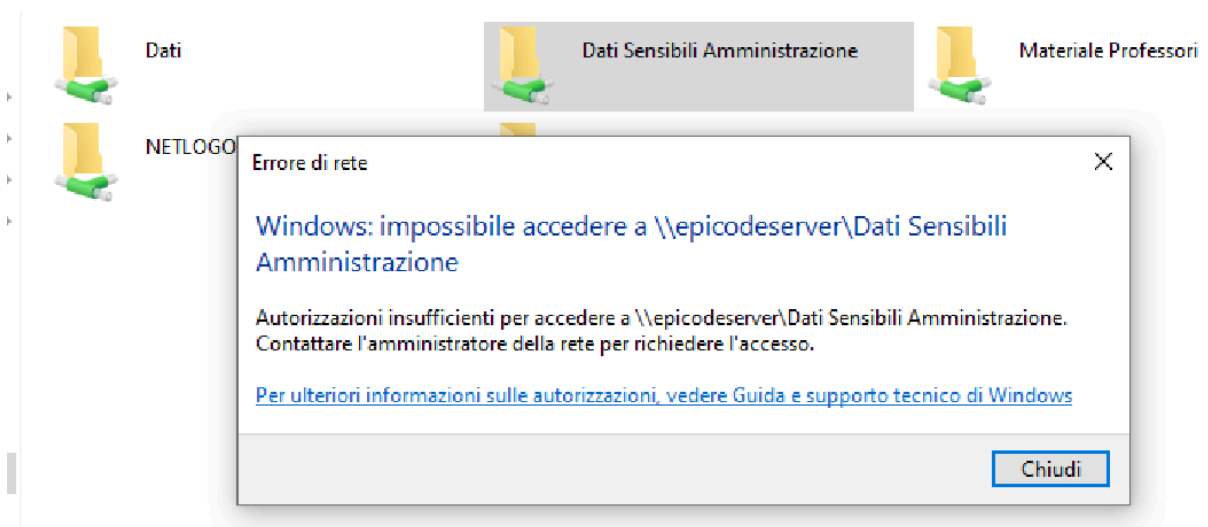 Dati
Dati Sensibili Amministrazione
Materiale Professori
Errore di rete
Windows: impossibile accedere a \\epicodeserver\Dati Sensibili
Amministrazione
Autorizzazioni insufficienti per accedere a \\epicodeserver\Dati Sensibili Amministrazione.
Contattare l'amministratore della rete per richiedere l'accesso.
Per ulteriori informazioni sulle autorizzazioni, vedere Guida e supporto tecnico di Windows
Chiudi